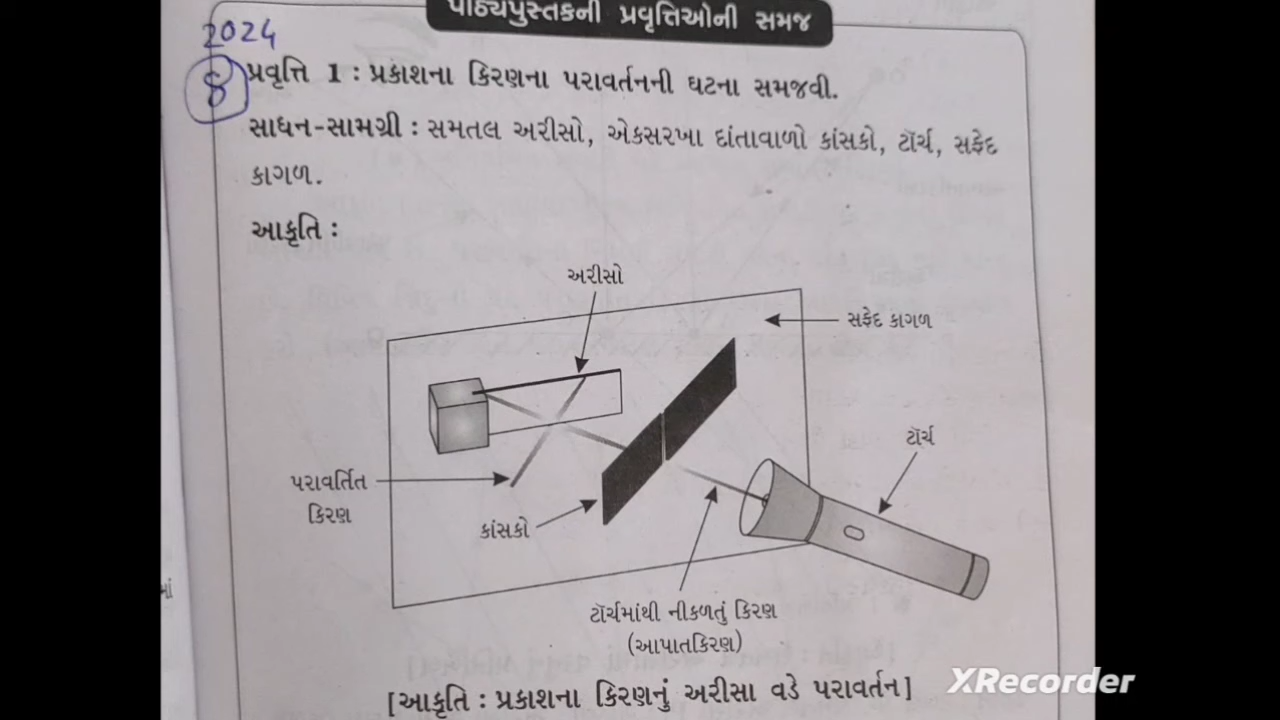 પાઠ્યપુસ્તકની પ્રવૃત્તિઓની સમજ
2024
8
પ્રવૃત્તિ 1 : પ્રકાશના કિરણના પરાવર્તનની ઘટના સમજવી.
સાધન-સામગ્રી : સમતલ અરીસો, એકસરખા દાંતાવાળો કાંસકો, ટૉર્ચ, સફેદ
કાગળ.
આકૃતિ :
અરીસો
સફેદ કાગળ
ટૉર્ચ
પરાવર્તિત
કિરણ
કાંસકો
ટૉર્ચમાંથી નીકળતું કિરણ
(આપાતકિરણ)
[આકૃતિ : પ્રકાશના કિરણનું અરીસા વડે પરાવર્તન]
XRecorder